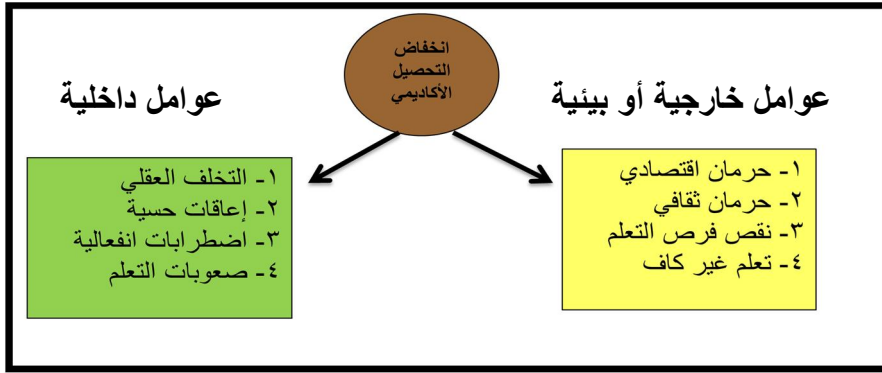 انخفاض
التحصيل
الأكاديمي
عوامل خارجية أو بيئية
١- حرمان اقتصادي
٢- حرمان ثقافي
٣- نقص فرص التعلم
٤- تعلم غير كاف
عوامل داخلية
١- التخلف العقلي
٢- إعاقات حسية
٣- اضطرابات انفعالية
٤- صعوبات التعلم